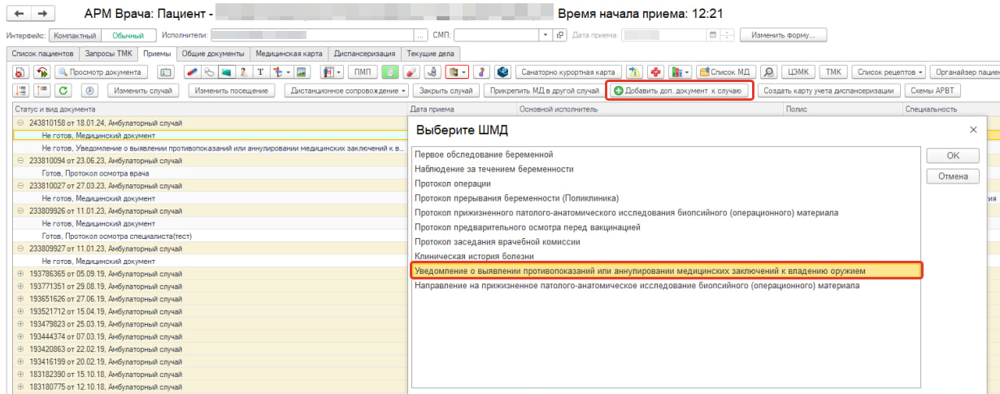 АРМ Врача: Пациент - Время начала приема: 12:21
Интерфейс: Компактный Обычный Исполнители: ... СМП: Дата приема: Изменить форму...
Список пациентов Запросы ТМК Приемы Общие документы Медицинская карта Диспансеризация Текущие дела
Просмотр документа T ПМП Санаторно курортная карта Список МД ЦЭМК ТМК Список рецептов Органайзер пацие
Изменить случай Изменить посещение Дистанционное сопровождение Закрыть случай Прикрепить МД в другой случай Добавить доп. документ к случаю Создать карту учета диспансеризации Схемы АРВТ
Статус и вид документа Дата приема Основной исполнитель Полис Специальность
243810158 от 18.01.24, Амбулаторный случай
Не готов, Медицинский документ
Не готов, Уведомление о выявлении противопоказаний или аннулировании медицинских заключений к в...
233810094 от 23.06.23, Амбулаторный случай
Готов, Протокол осмотра врача
233810027 от 27.03.23, Амбулаторный случай
Не готов, Медицинский документ
233809926 от 11.01.23, Амбулаторный случай
Не готов, Медицинский документ
Готов, Протокол осмотра специалиста(тест)
233809927 от 11.01.23, Амбулаторный случай
Не готов, Медицинский документ
193786365 от 05.09.19, Амбулаторный случай
193771351 от 29.08.19, Амбулаторный случай
193651626 от 27.06.19, Амбулаторный случай
193521712 от 15.04.19, Амбулаторный случай
193479823 от 25.03.19, Амбулаторный случай
193444374 от 07.03.19, Амбулаторный случай
193420863 от 22.02.19, Амбулаторный случай
193416199 от 20.02.19, Амбулаторный случай
183182390 от 15.10.18, Амбулаторный случай
183180775 от 12.10.18, Амбулаторный случай
Выберите ШМД
Первое обследование беременной
Наблюдение за течением беременности
Протокол операции
Протокол прерывания беременности (Поликлиника)
Протокол прижизненного патолого-анатомического исследования биопсийного (операционного) материала
Протокол предварительного осмотра перед вакцинацией
Протокол заседания врачебной комиссии
Клиническая история болезни
Уведомление о выявлении противопоказаний или аннулировании медицинских заключений к владению оружием
Направление на прижизненное патолого-анатомическое исследование биопсийного (операционного) материала
OK
Отмена
ия